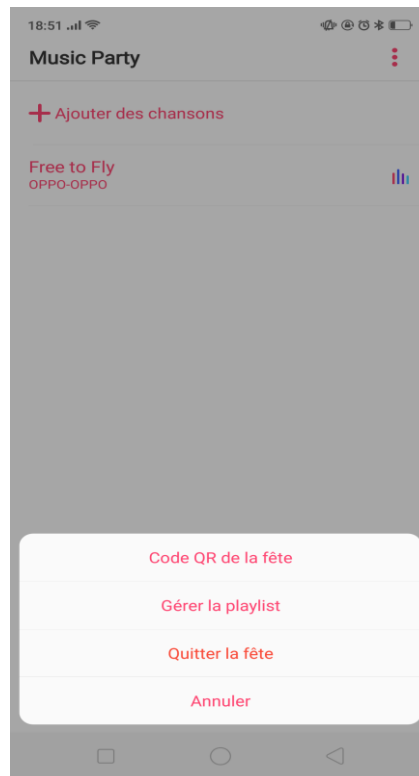 18:51
Music Party
Ajouter des chansons
Free to Fly
OPPO-OPPO
Code QR de la fête
Gérer la playlist
Quitter la fête
Annuler